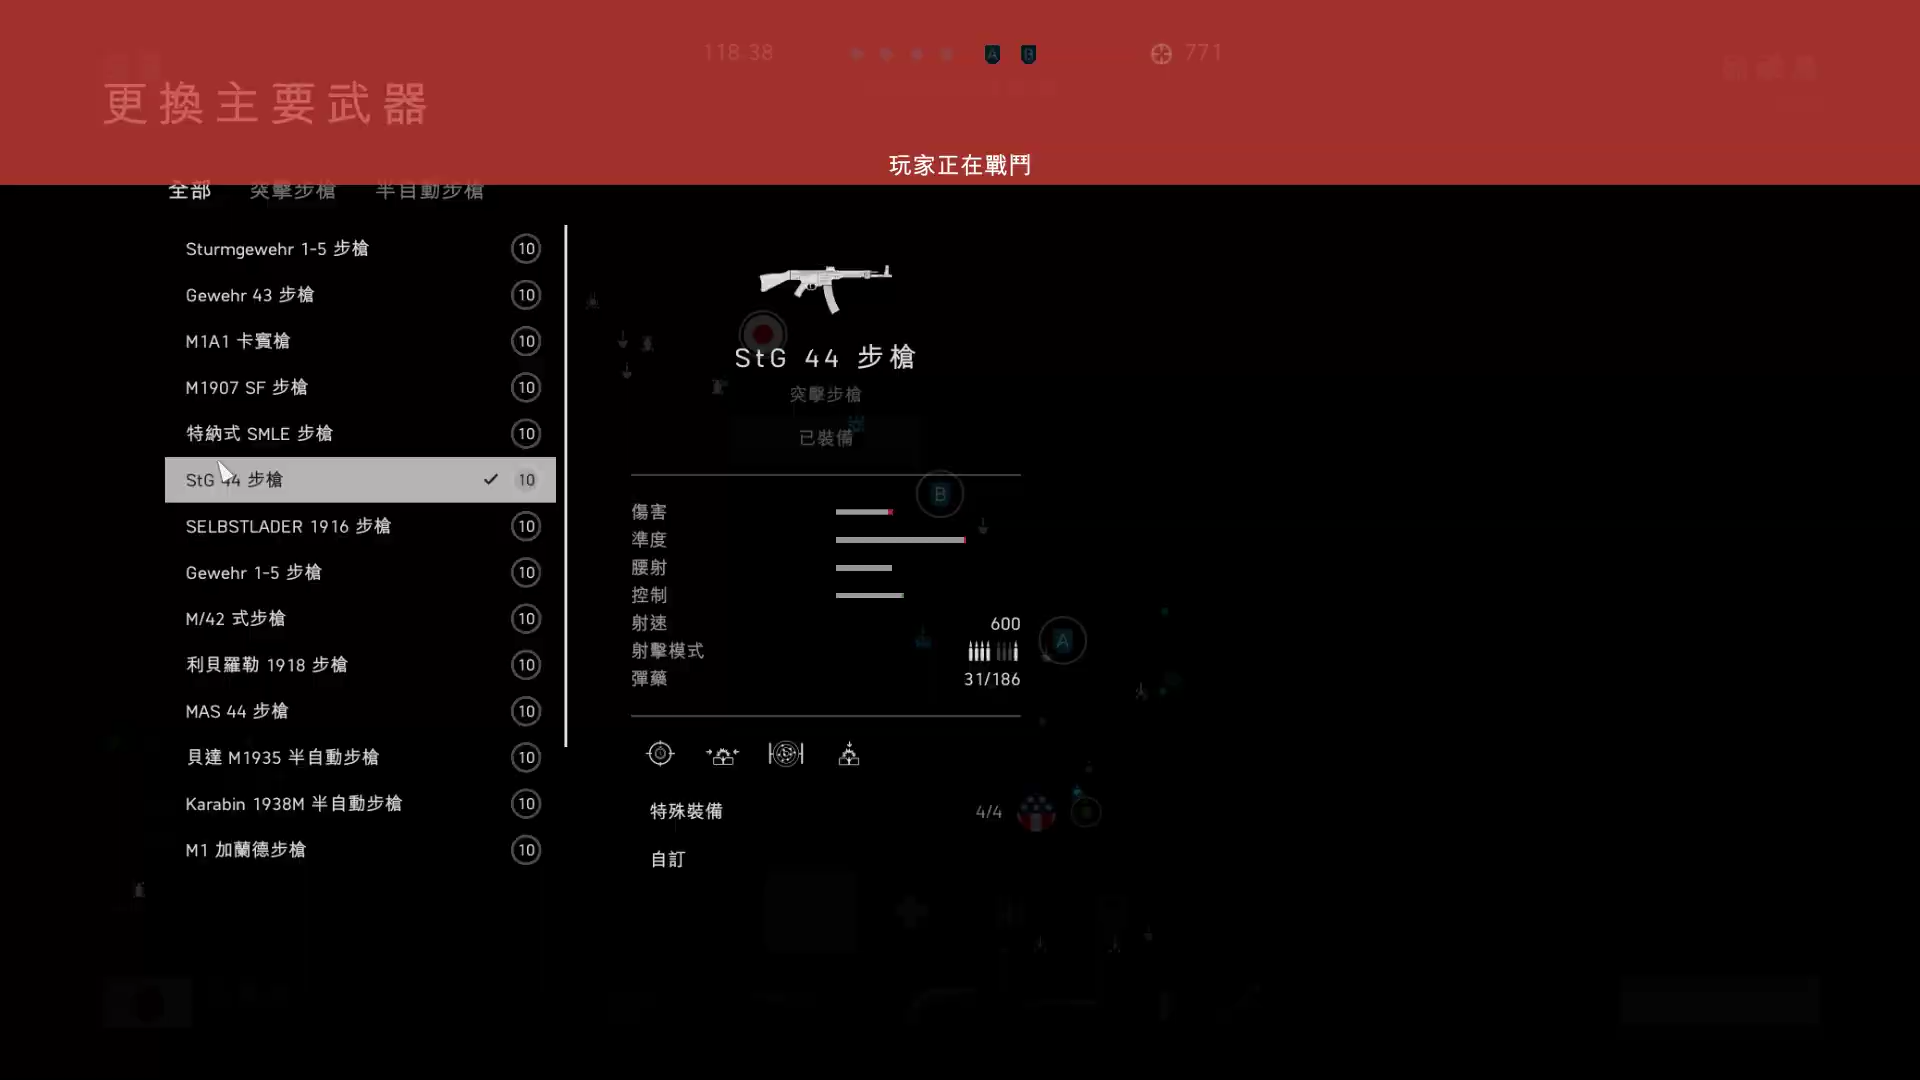 118 38
A
B
771
更換主要武器
玩家正在戰鬥
全部 突擊步槍 半自動步槍
Sturmgewehr 1-5 步槍 10
Gewehr 43 步槍 10
M1A1 卡賓槍 10
M1907 SF 步槍 10
特納式 SMLE 步槍 10
StG 44 步槍 10
SELBSTLADER 1916 步槍 10
Gewehr 1-5 步槍 10
M/42 式步槍 10
利貝羅勒 1918 步槍 10
MAS 44 步槍 10
貝達 M1935 半自動步槍 10
Karabin 1938M 半自動步槍 10
M1 加蘭德步槍 10
StG 44 步槍
突擊步槍
已裝備
B
傷害
準度
腰射
控制
射速 600
射擊模式
A
彈藥 31/186
特殊裝備 4/4
自訂